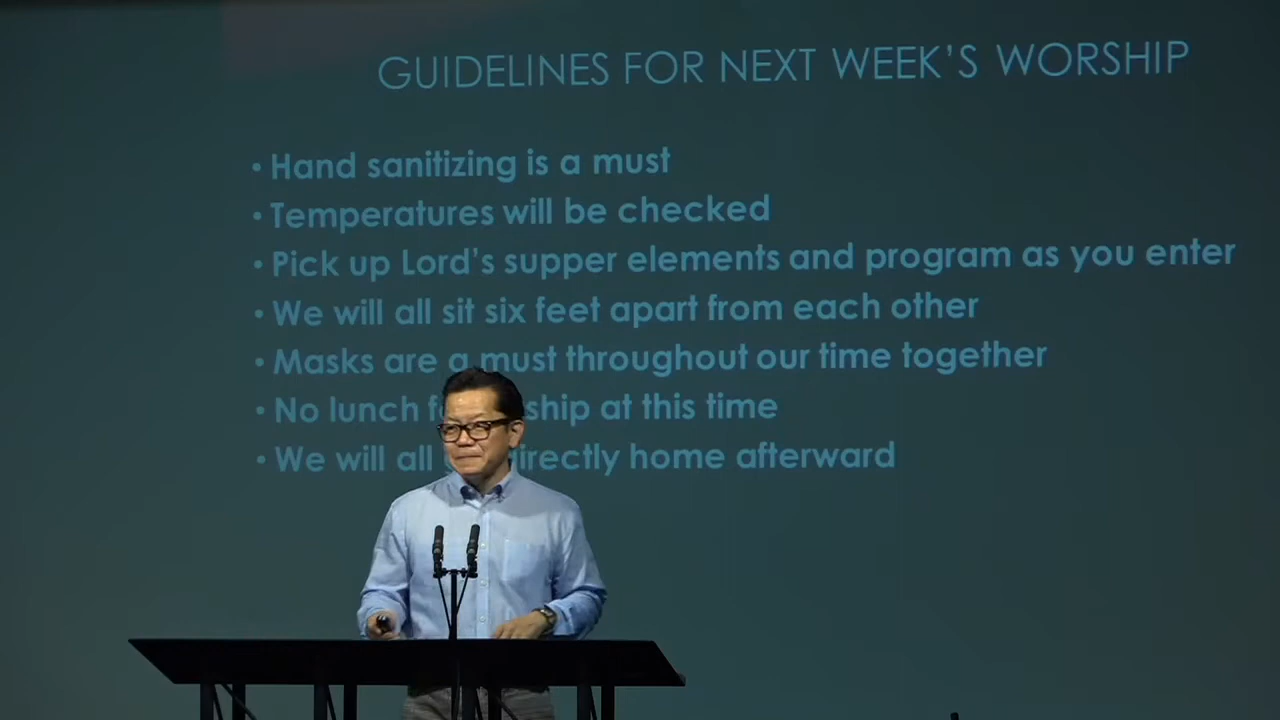 GUIDELINES FOR NEXT WEEK'S WORSHIP
• Hand sanitizing is a must
• Temperatures will be checked
• Pick up Lord's supper elements and program as you enter
• We will all sit six feet apart from each other
• Masks are a must throughout our time together
• No lunch at this time
• We will all directly home afterward